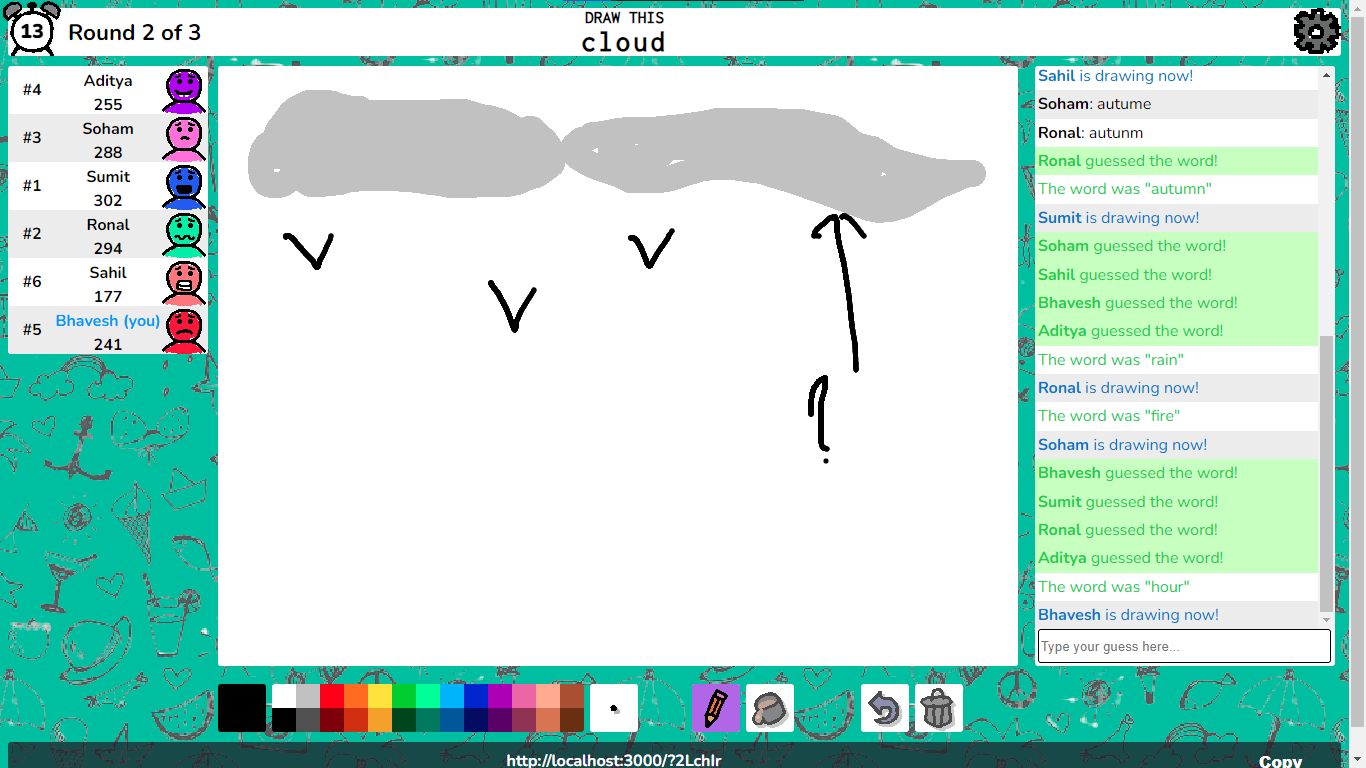 13
Round 2 of 3
DRAW THIS
cloud
#4
Aditya
255
#3
Soham
288
#1
Sumit
302
#2
Ronal
294
#6
Sahil
177
#5
Bhavesh (you)
241
?
Sahil is drawing now!
Soham: autume
Ronal: autunm
Ronal guessed the word!
The word was "autumn"
Sumit is drawing now!
Soham guessed the word!
Sahil guessed the word!
Bhavesh guessed the word!
Aditya guessed the word!
The word was "rain"
Ronal is drawing now!
The word was "fire"
Soham is drawing now!
Bhavesh guessed the word!
Sumit guessed the word!
Ronal guessed the word!
Aditya guessed the word!
The word was "hour"
Bhavesh is drawing now!
Type your guess here...
http://localhost:3000/?2LchIr
Copy